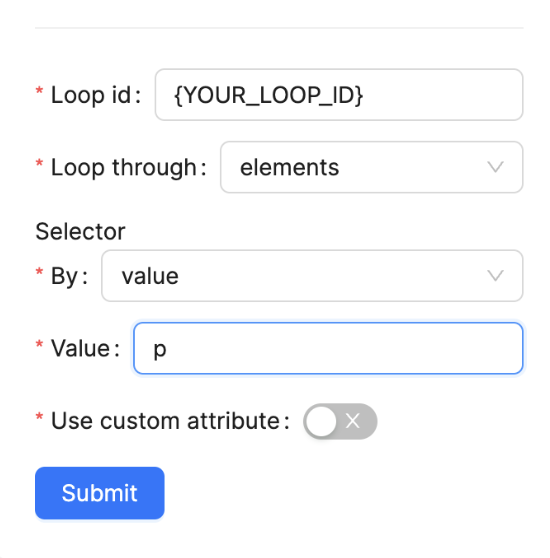 * Loop id: {YOUR_LOOP_ID}
* Loop through: elements
Selector
* By: value
* Value: p
* Use custom attribute: X
Submit